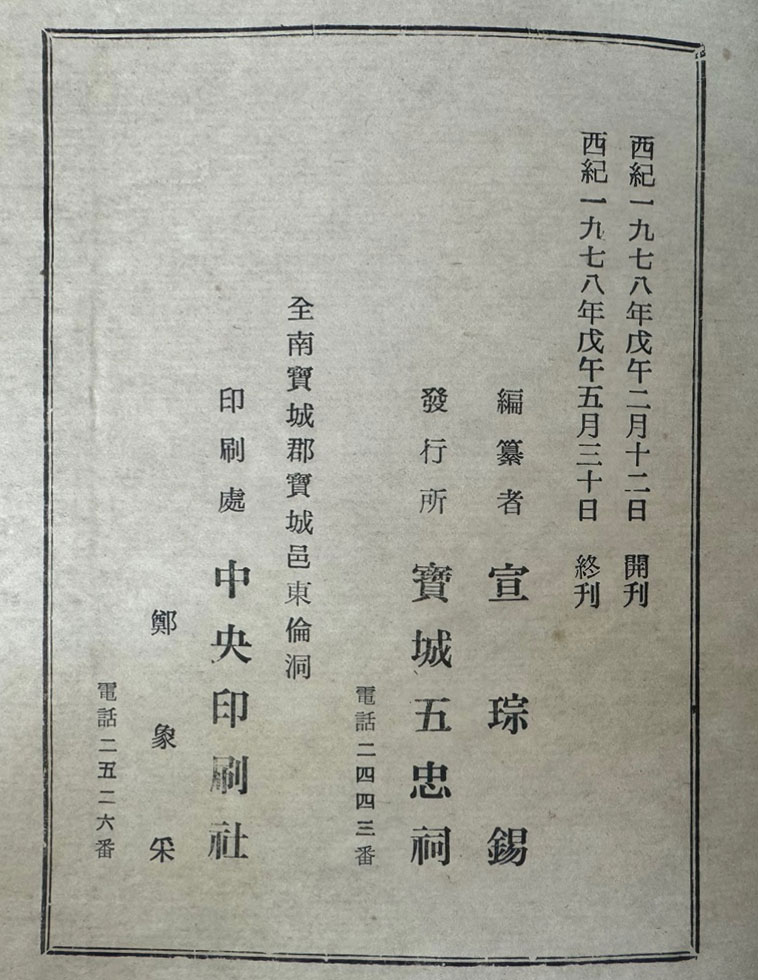 西紀一九七八年戊午二月十二日 開刊
西紀一九七八年戊午五月三十日 終刊
編纂者 宣琮錫
發行所 寶城五忠祠
電話二四四三番
全南寶城郡寶城邑東倫洞
印刷處 中央印刷社
鄭象采
電話二五二六番